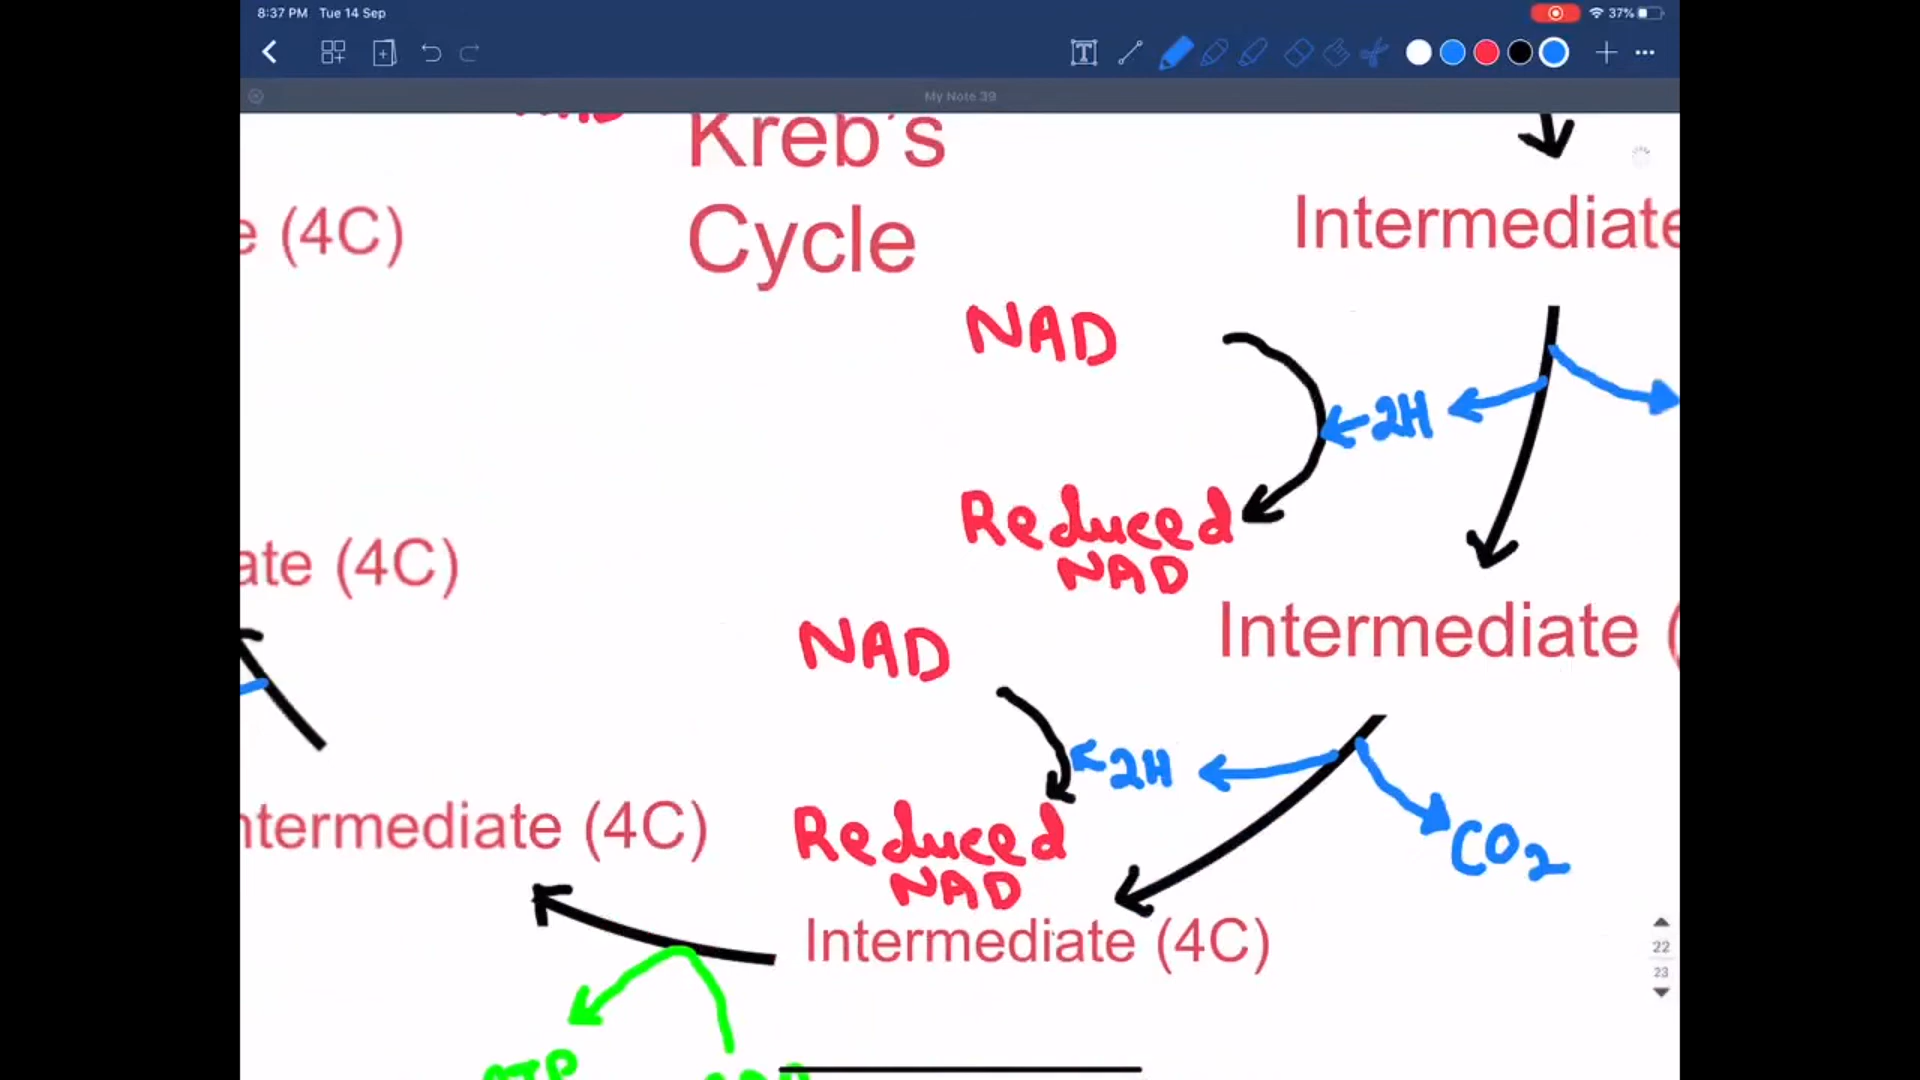 8:37 PM Tue 14 Sep
37%
My Note 39
Kreb's
Cycle
e (4C)
Intermediate
NAD
2H
Reduced
NAD
ate (4C)
Intermediate (
NAD
2H
Reduced
NAD
CO2
ntermediate (4C)
Intermediate (4C)
22
23
ATP